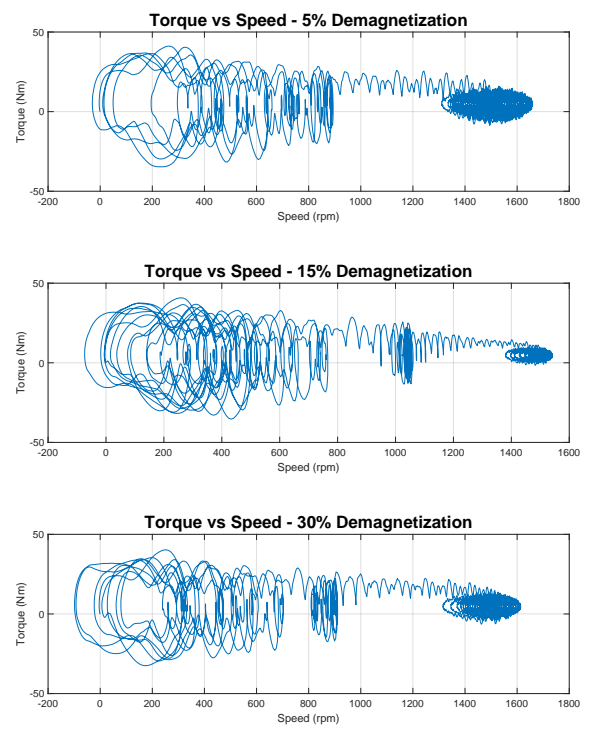 Torque vs Speed - 5% Demagnetization
50
0
-50
Torque (Nm)
-200 0 200 400 600 800 1000 1200 1400 1600 1800
Speed (rpm)
Torque vs Speed - 15% Demagnetization
50
0
-50
Torque (Nm)
-200 0 200 400 600 800 1000 1200 1400 1600
Speed (rpm)
Torque vs Speed - 30% Demagnetization
50
0
-50
Torque (Nm)
-200 0 200 400 600 800 1000 1200 1400 1600 1800
Speed (rpm)